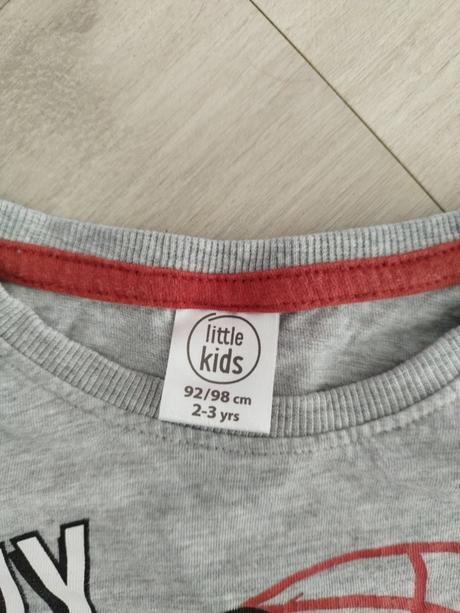 little
kids
92/98 cm
2-3 yrs